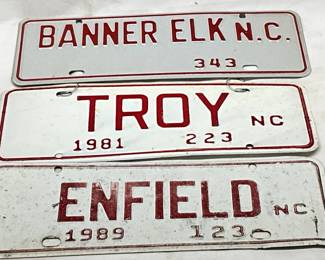 BANNER ELK N.C.
343
TROY NC
1981 223
ENFIELD NC
1989 123